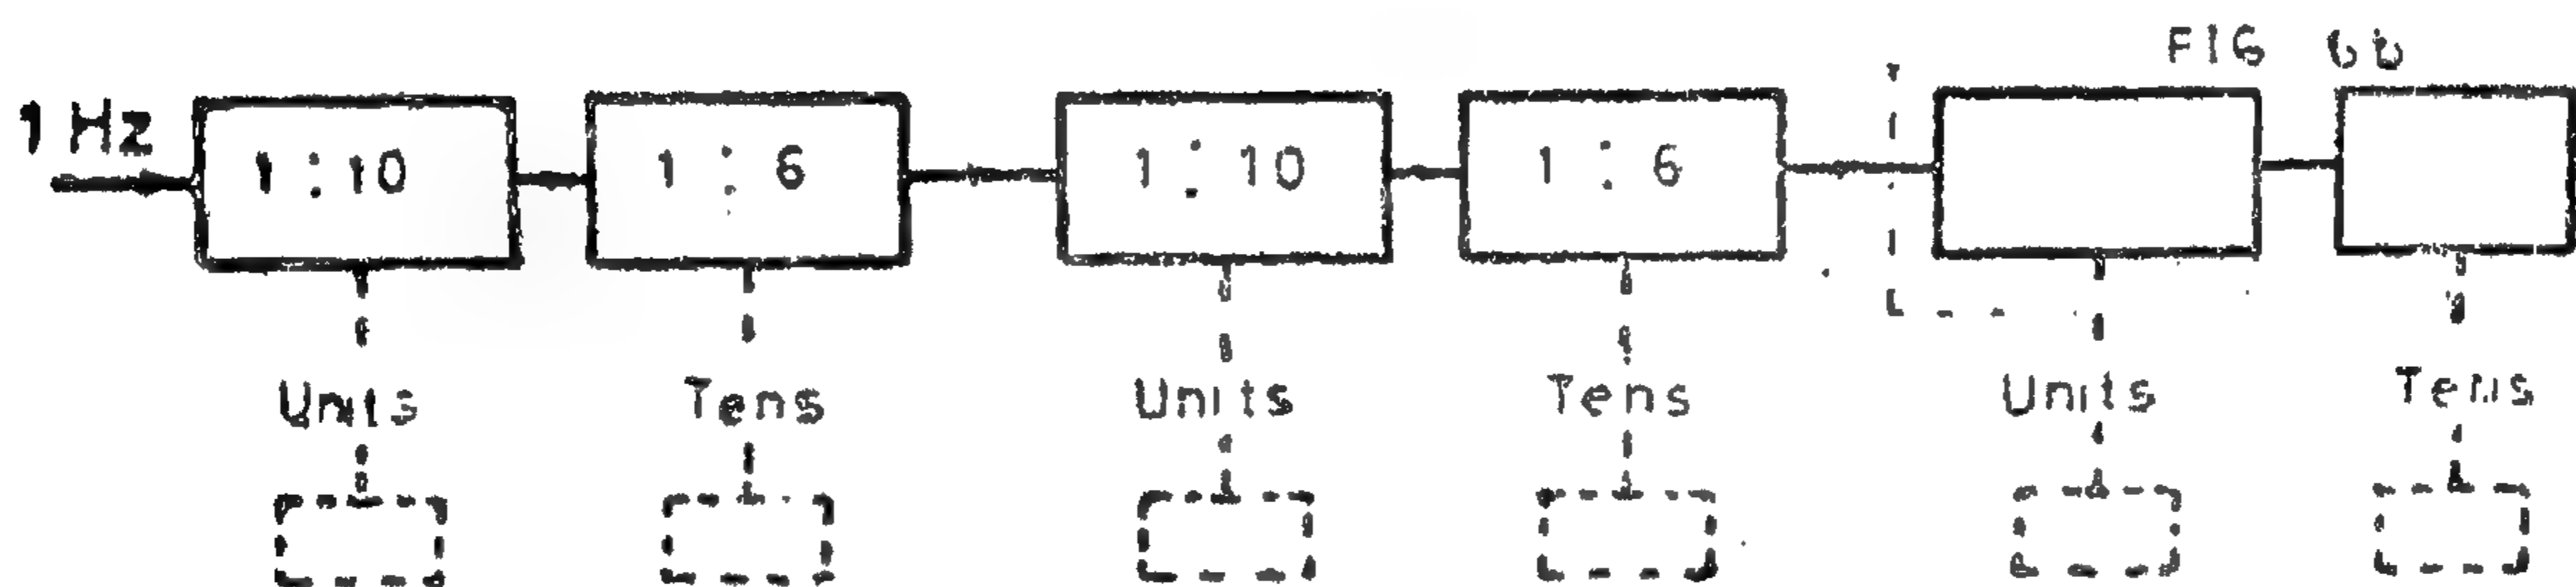 FIG 6b
1 Hz
1 : 10 1 : 6 1 : 10 1 : 6
Units Tens Units Tens Units Tens